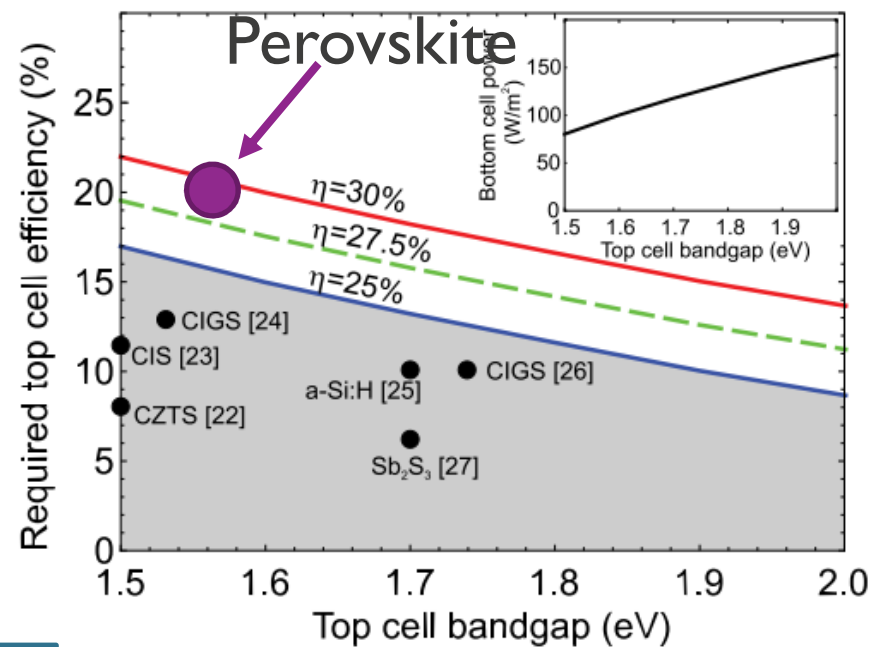 Perovskite
Required top cell efficiency (%)
25
20
15
10
5
0
1.5
1.6
1.7
1.8
1.9
2.0
Top cell bandgap (eV)
η=30%
η=27.5%
η=25%
CIGS [24]
CIS [23]
CZTS [22]
a-Si:H [25]
CIGS [26]
Sb₂S₃ [27]
Bottom cell power
(W/m²)
150
100
50
0
1.5
1.6
1.7
1.8
1.9
Top cell bandgap (eV)